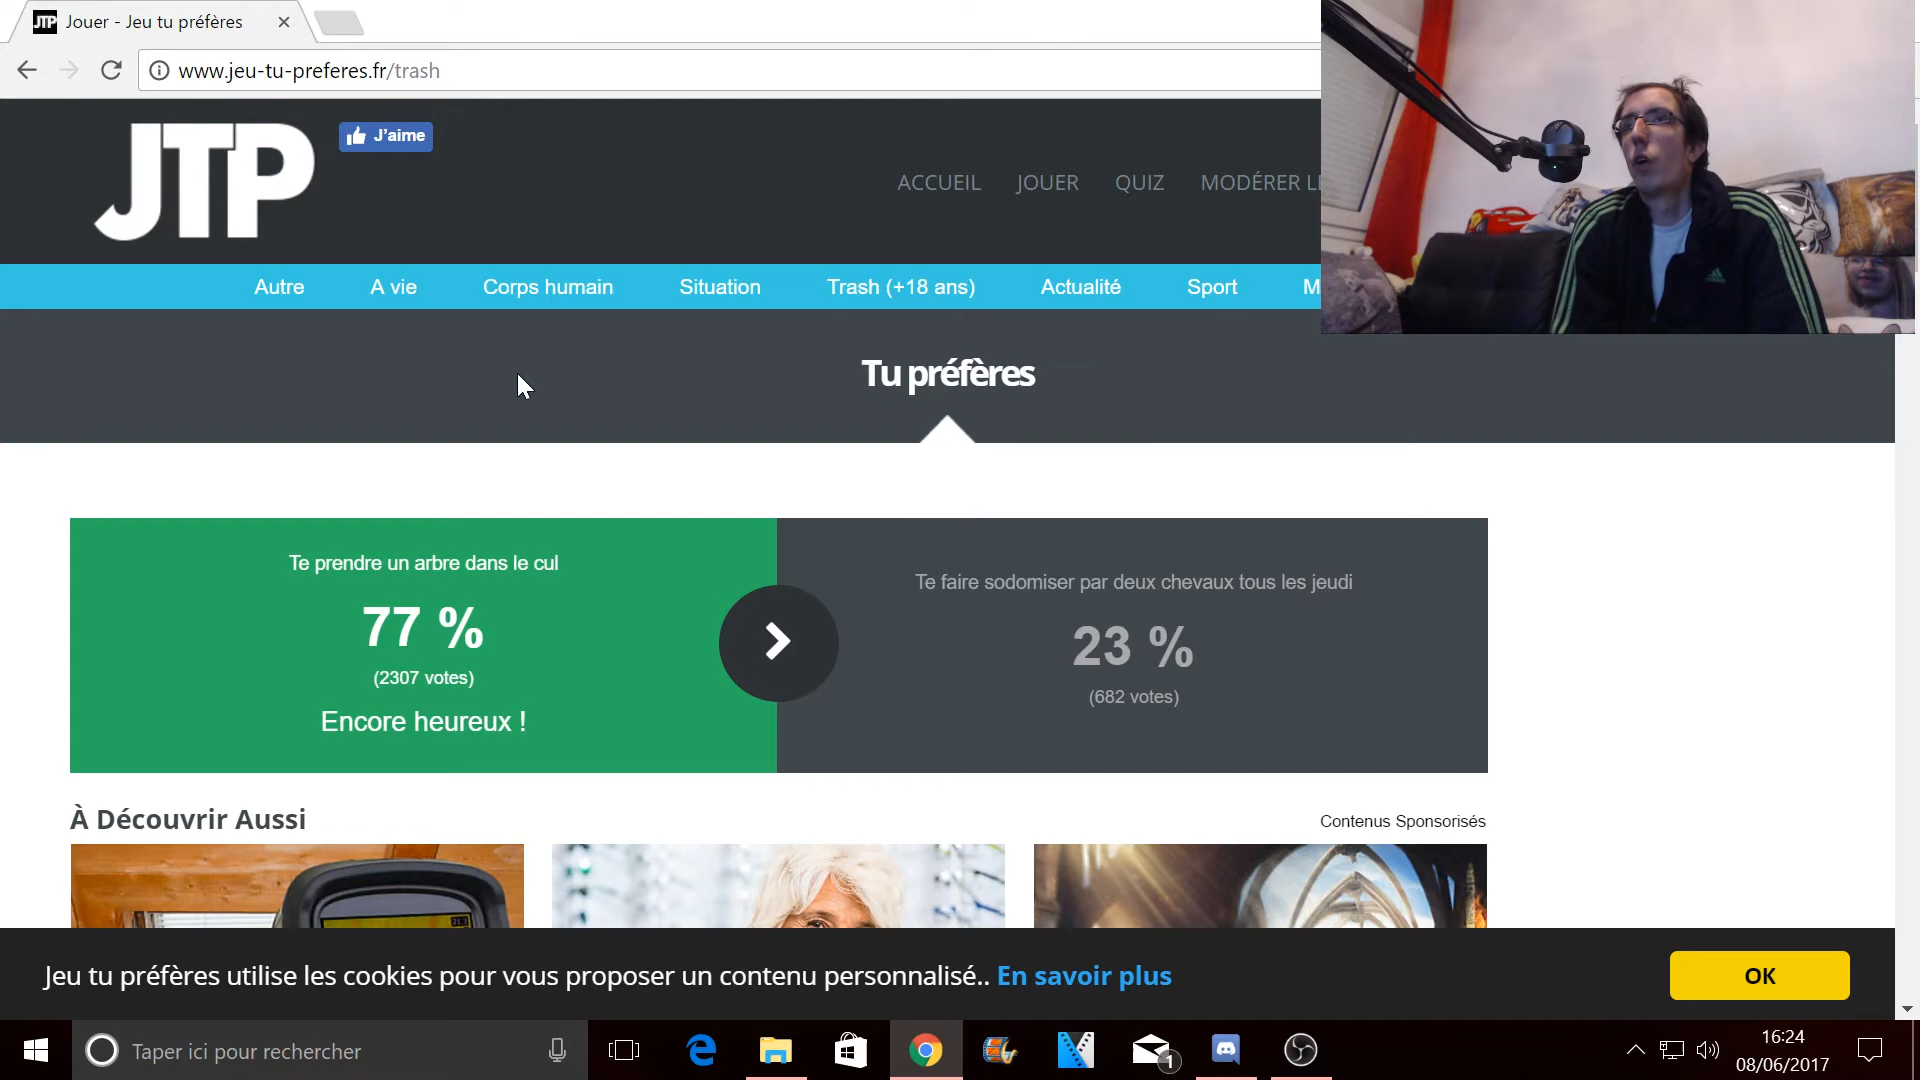 JTP Jouer - Jeu tu préfères
www.jeu-tu-preferes.fr/trash
JTP
J'aime
ACCUEIL JOUER QUIZ MODÉRER
Autre A vie Corps humain Situation Trash (+18 ans) Actualité Sport M
Tu préfères
Te prendre un arbre dans le cul
77 %
(2307 votes)
Encore heureux !
Te faire sodomiser par deux chevaux tous les jeudi
23 %
(682 votes)
À Découvrir Aussi
Contenus Sponsorisés
Jeu tu préfères utilise les cookies pour vous proposer un contenu personnalisé.. En savoir plus
OK
Taper ici pour rechercher
1
16:24
08/06/2017